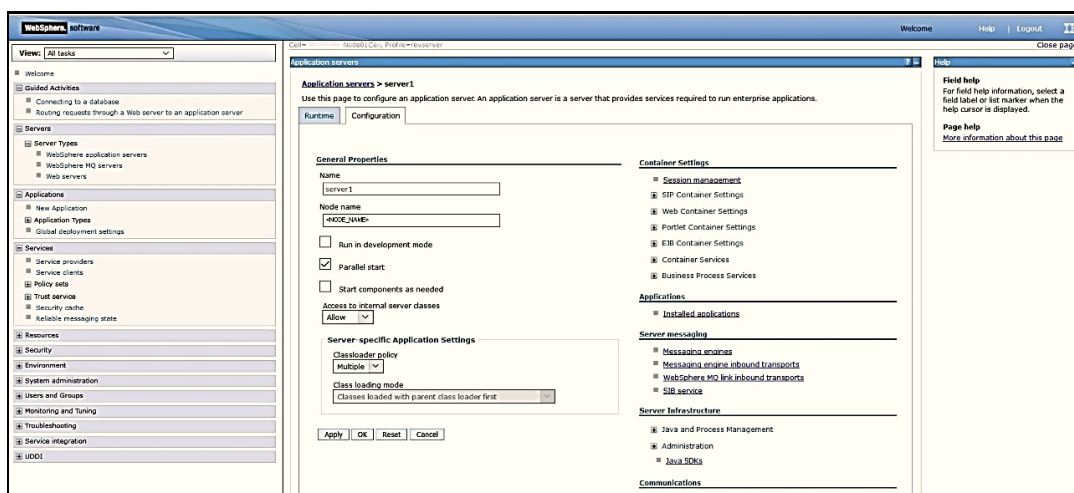 WebSphere. software
Welcome Help | Logout
View: All tasks
Welcome
Guided Activities
Connecting to a database
Routing requests through a Web server to an application server
Servers
Server Types
WebSphere application servers
WebSphere MQ servers
Web servers
Applications
New Application
Application Types
Global deployment settings
Services
Service providers
Service clients
Policy sets
Trust service
Security cache
Reliable messaging state
Resources
Security
Environment
System administration
Users and Groups
Monitoring and Tuning
Troubleshooting
Service integration
UDDI
Cell= Node01Cell, Profile=revserver
Close page
Application servers
Application servers > server1
Use this page to configure an application server. An application server is a server that provides services required to run enterprise applications.
Runtime Configuration
General Properties
Name
server1
Node name
<NODE_NAME>
Run in development mode
Parallel start
Start components as needed
Access to internal server classes
Allow
Server-specific Application Settings
Classloader policy
Multiple
Class loading mode
Classes loaded with parent class loader first
Apply OK Reset Cancel
Container Settings
Session management
SIP Container Settings
Web Container Settings
Portlet Container Settings
EJB Container Settings
Container Services
Business Process Services
Applications
Installed applications
Server messaging
Messaging engines
Messaging engine inbound transports
WebSphere MQ link inbound transports
SIB service
Server Infrastructure
Java and Process Management
Administration
Java SDKs
Communications
Help
Field help
For field help information, select a
field label or list marker when the
help cursor is displayed.
Page help
More information about this page